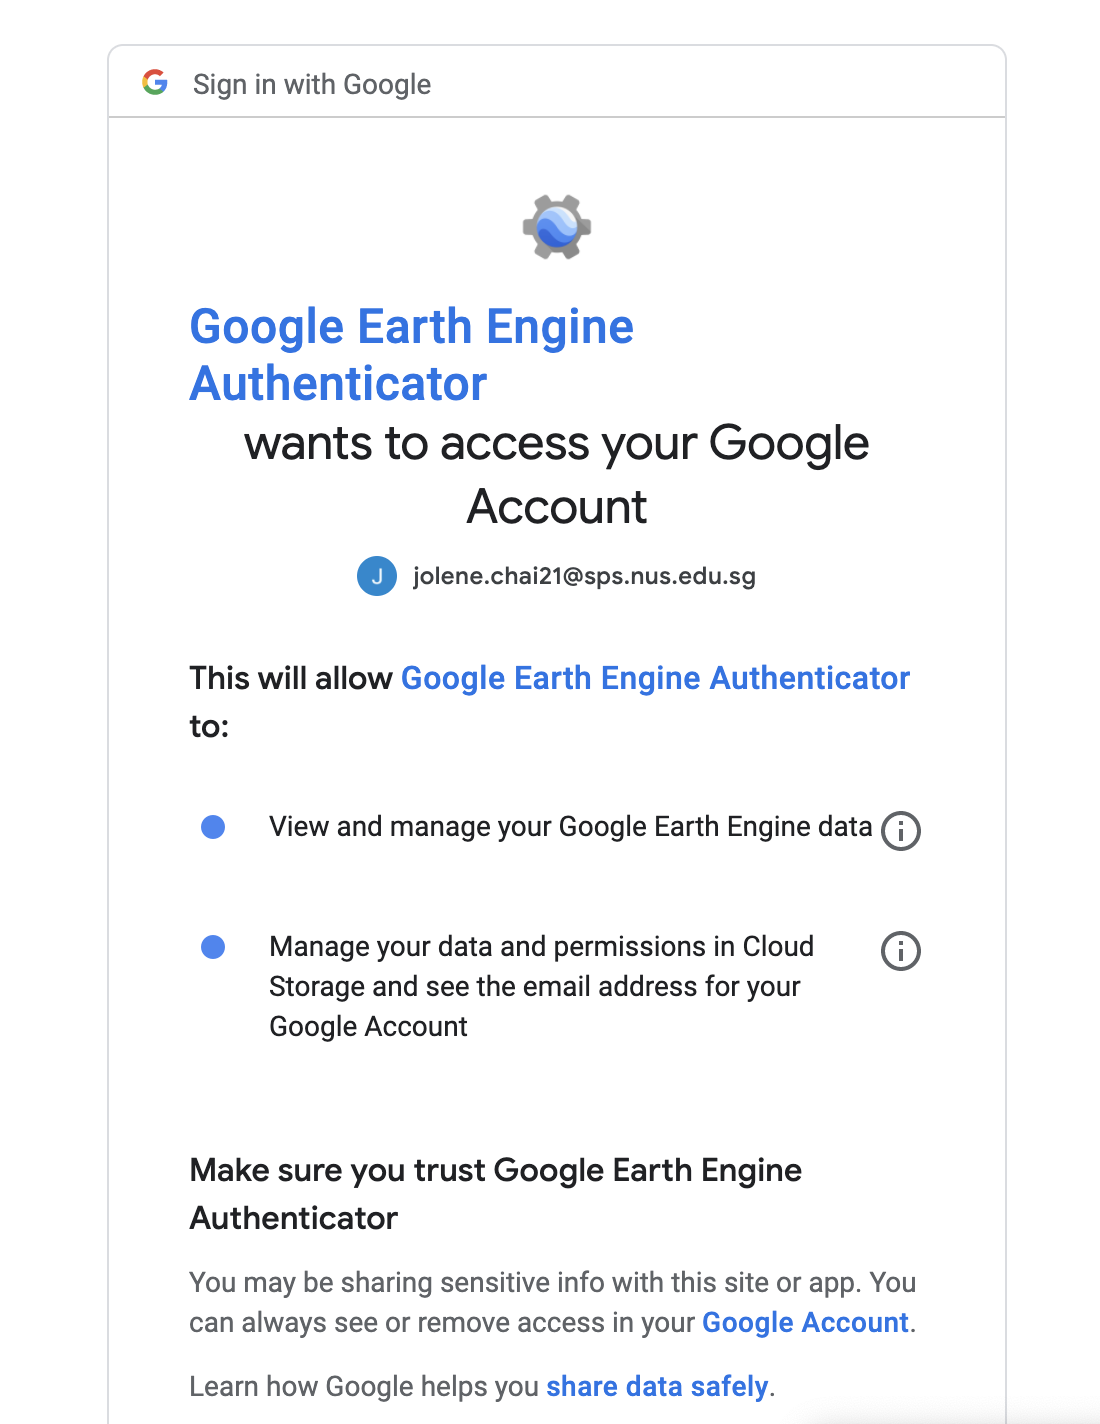 Sign in with Google
Google Earth Engine
Authenticator
wants to access your Google
Account
J jolene.chai21@sps.nus.edu.sg
This will allow Google Earth Engine Authenticator
to:
View and manage your Google Earth Engine data
Manage your data and permissions in Cloud
Storage and see the email address for your
Google Account
Make sure you trust Google Earth Engine
Authenticator
You may be sharing sensitive info with this site or app. You
can always see or remove access in your Google Account.
Learn how Google helps you share data safely.